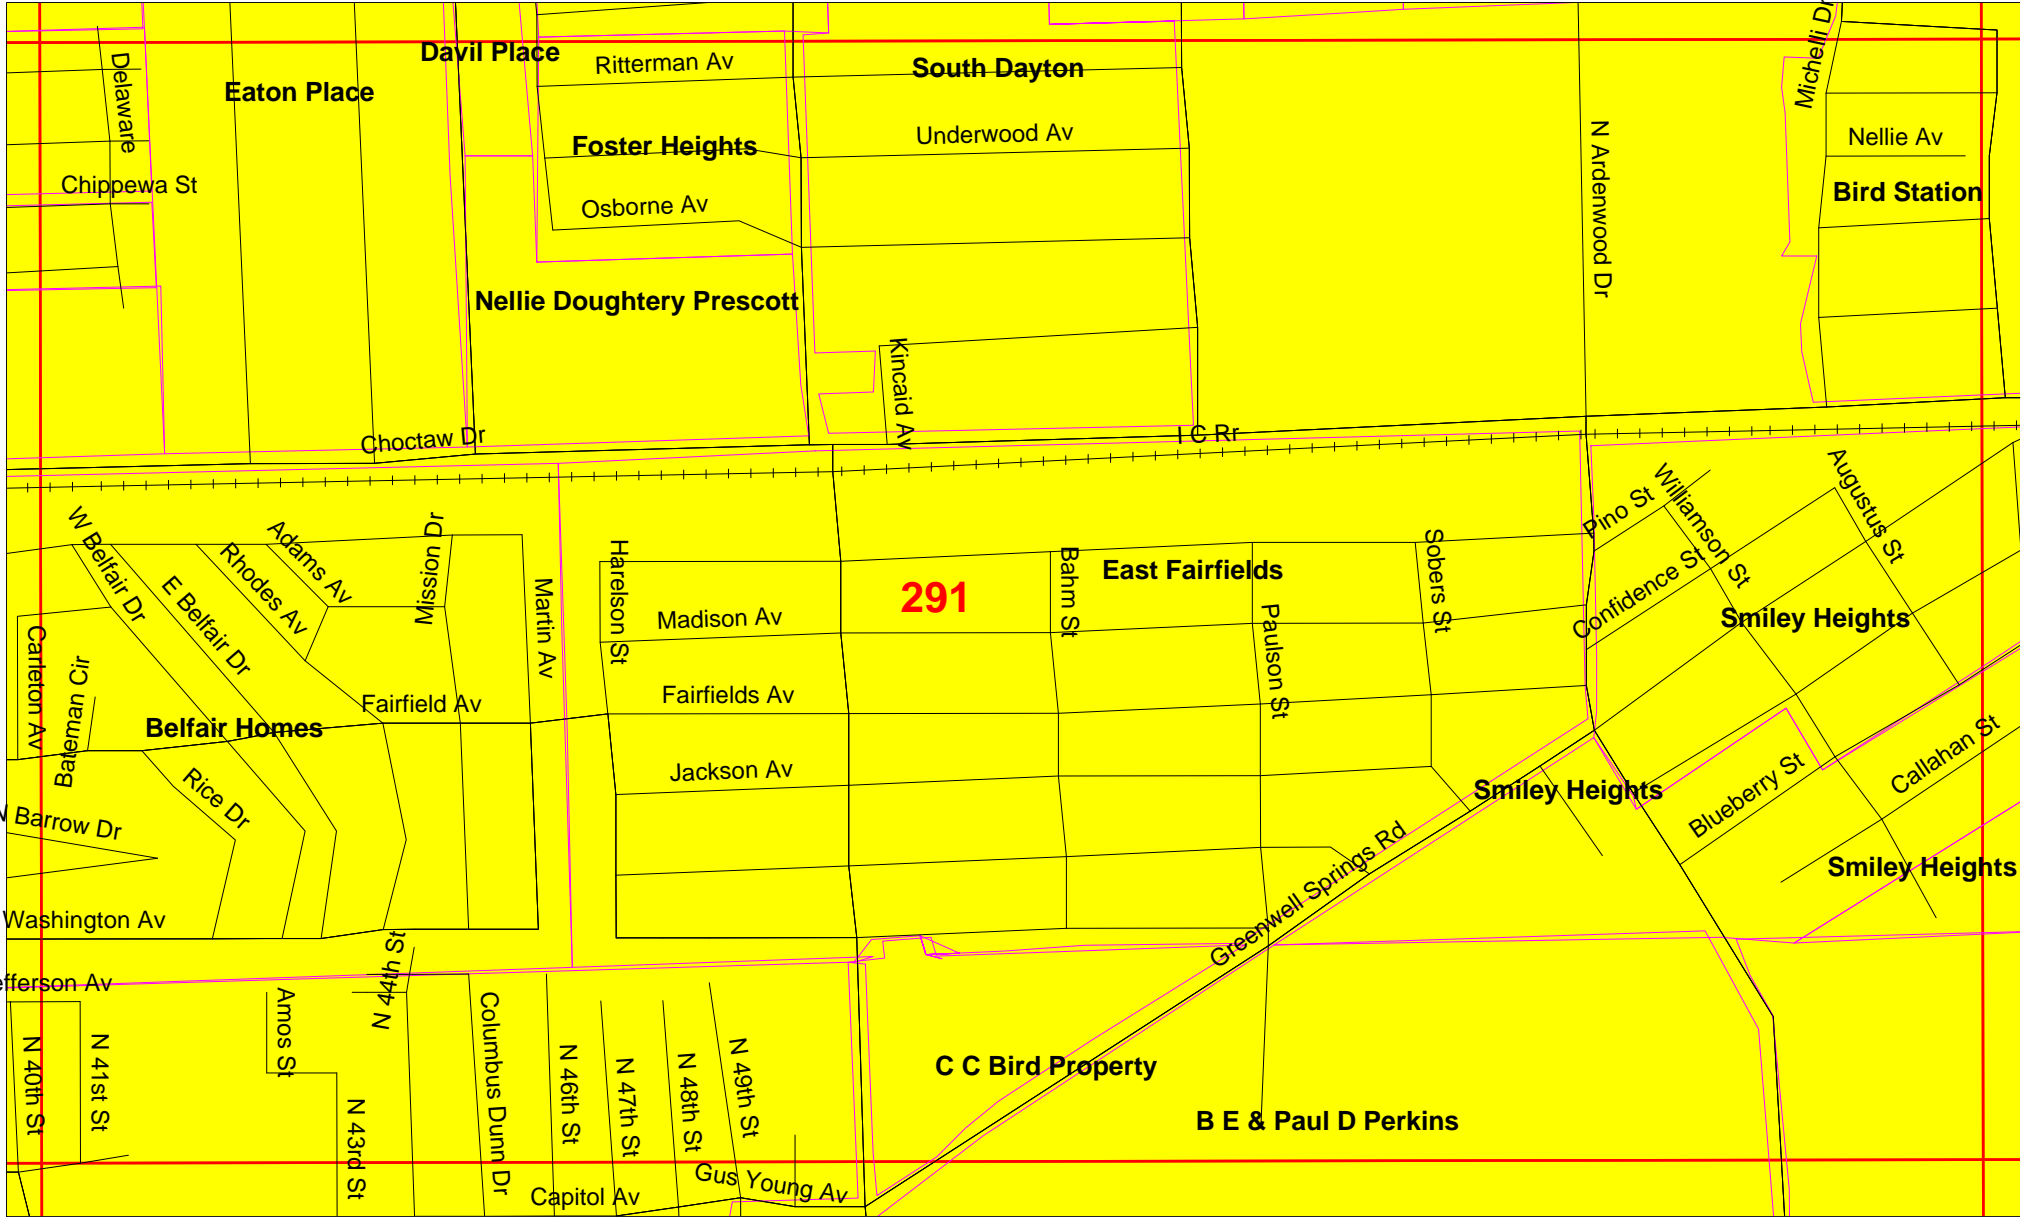 Michelli Dr
Delaware
Davil Place
Ritterman Av
South Dayton
Eaton Place
Foster Heights
Underwood Av
N Ardenwood Dr
Nellie Av
Chippewa St
Osborne Av
Bird Station
Nellie Doughtery Prescott
Kincaid Av
Choctaw Dr
I C Rr
W Belfair Dr
E Belfair Dr
Rhodes Av
Adams Av
Mission Dr
Martin Av
Harelson St
Madison Av
291
Bahm St
East Fairfields
Paulson St
Sobers St
Pino St
Williamson St
Augustus St
Confidence St
Smiley Heights
Carleton Av
Bateman Cir
Belfair Homes
Fairfield Av
Fairfields Av
Rice Dr
Jackson Av
Smiley Heights
Blueberry St
Callahan St
N Barrow Dr
Greenwell Springs Rd
Smiley Heights
Washington Av
efferson Av
N 44th St
Amos St
Columbus Dunn Dr
N 40th St
N 41st St
N 43rd St
N 46th St
N 47th St
N 48th St
N 49th St
C C Bird Property
B E & Paul D Perkins
Capitol Av
Gus Young Av